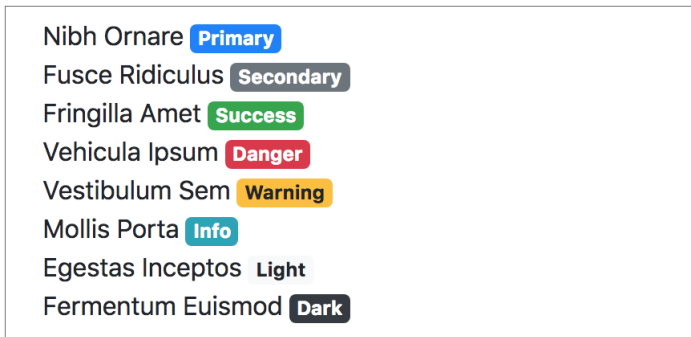 Nibh Ornare Primary
Fusce Ridiculus Secondary
Fringilla Amet Success
Vehicula Ipsum Danger
Vestibulum Sem Warning
Mollis Porta Info
Egestas Inceptos Light
Fermentum Euismod Dark